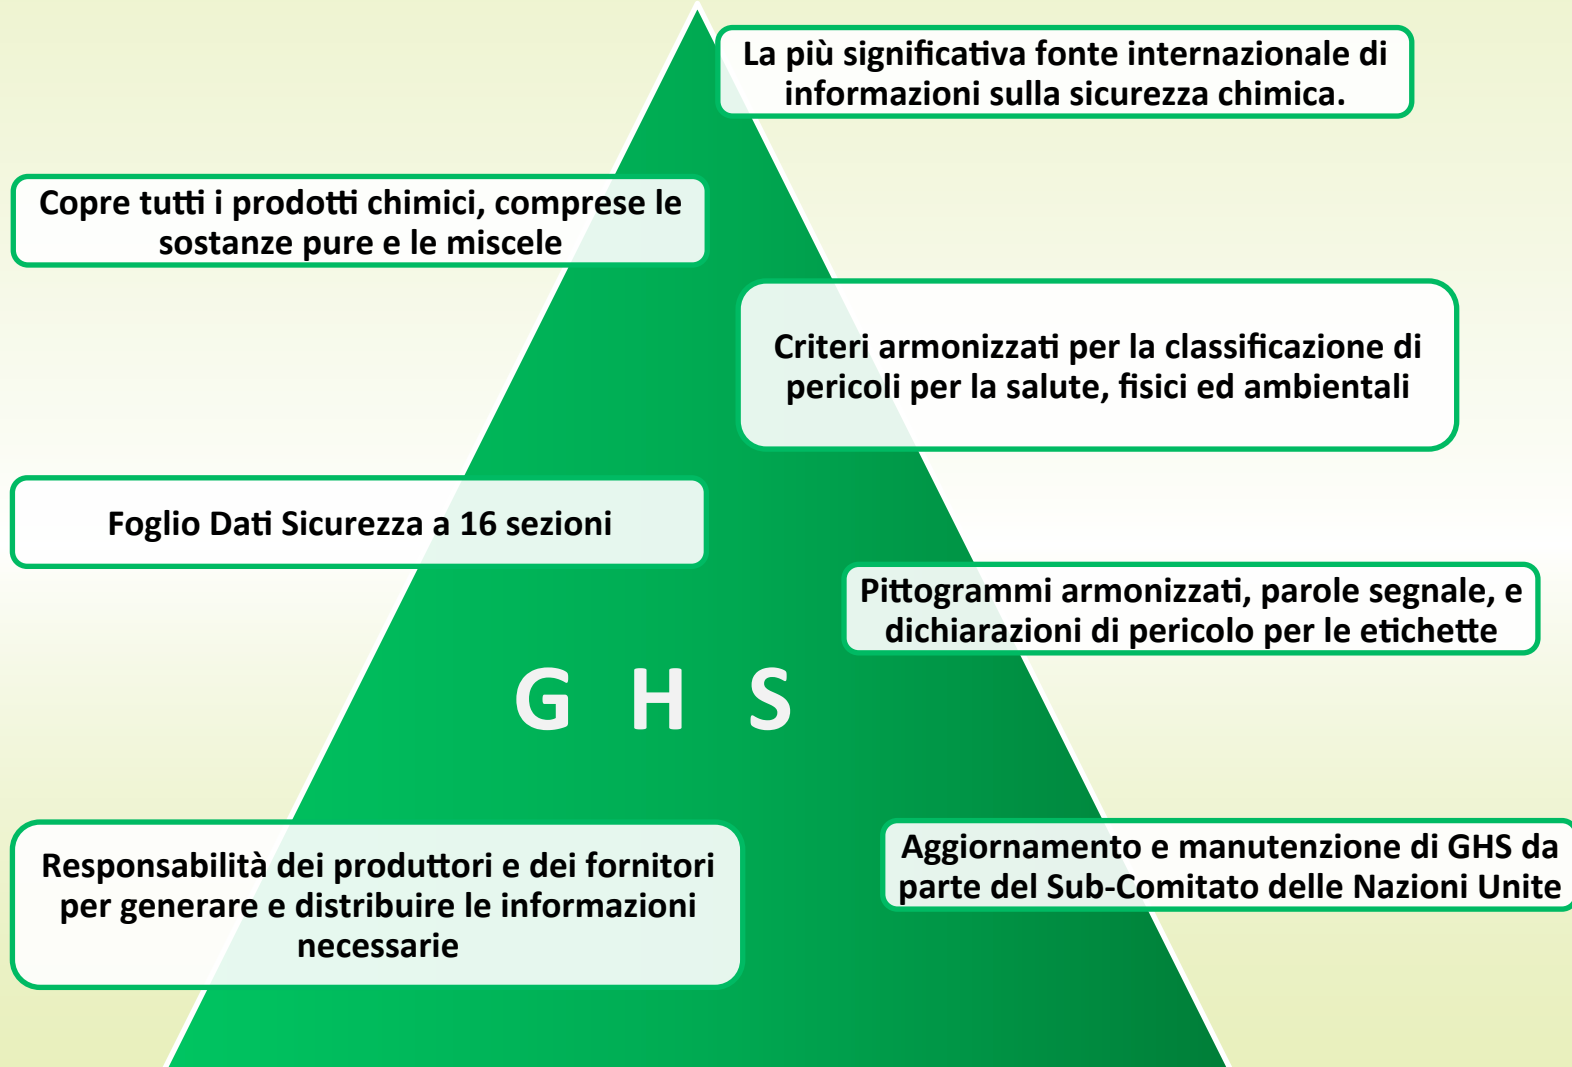 La più significativa fonte internazionale di
informazioni sulla sicurezza chimica.
Copre tutti i prodotti chimici, comprese le
sostanze pure e le miscele
Criteri armonizzati per la classificazione di
pericoli per la salute, fisici ed ambientali
Foglio Dati Sicurezza a 16 sezioni
Pittogrammi armonizzati, parole segnale, e
dichiarazioni di pericolo per le etichette
G H S
Responsabilità dei produttori e dei fornitori
per generare e distribuire le informazioni
necessarie
Aggiornamento e manutenzione di GHS da
parte del Sub-Comitato delle Nazioni Unite